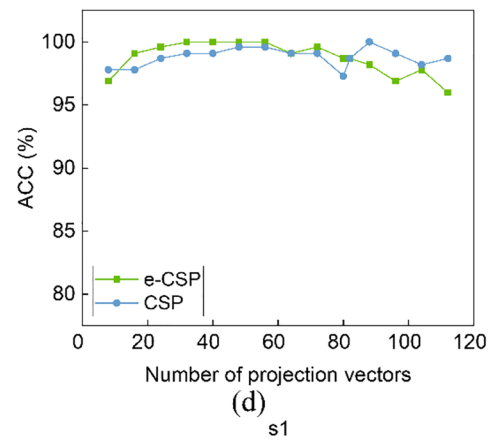 100
95
90
85
80
ACC (%)
e-CSP
CSP
0 20 40 60 80 100 120
Number of projection vectors
(d)
s1